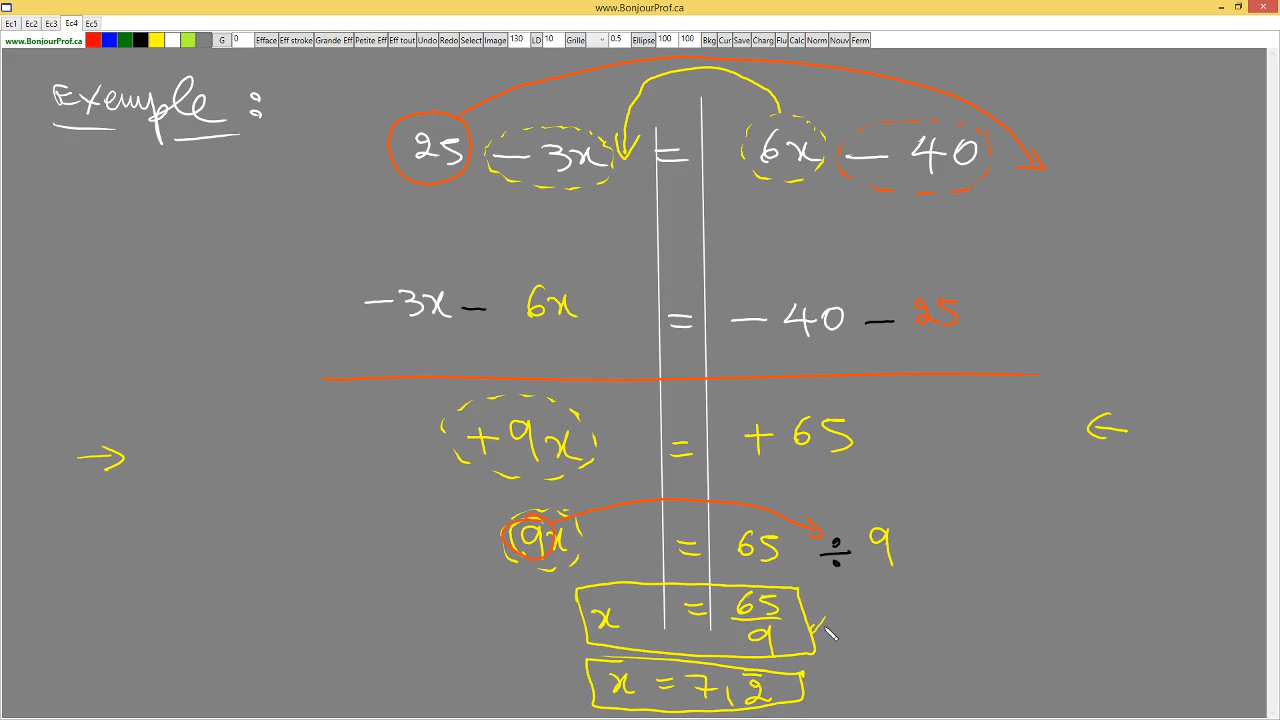 www.BonjourProf.ca
Ec1 Ec2 Ec3 Ec4 Ec5
www.BonjourProf.ca G 0 Efface Eff stroke Grande Eff Petite Eff Eff tout Undo Redo Select Image 130 LD 10 Grille 0.5 Ellipse 100 100 Bkg Cur Save Charg Flu Calc Norm Nouv Ferm
Exemple :
25 − 3x = 6x − 40
−3x − 6x = −40 − 25
+9x = +65
9x = 65 ÷ 9
x = 65/9
x = 7,2̅